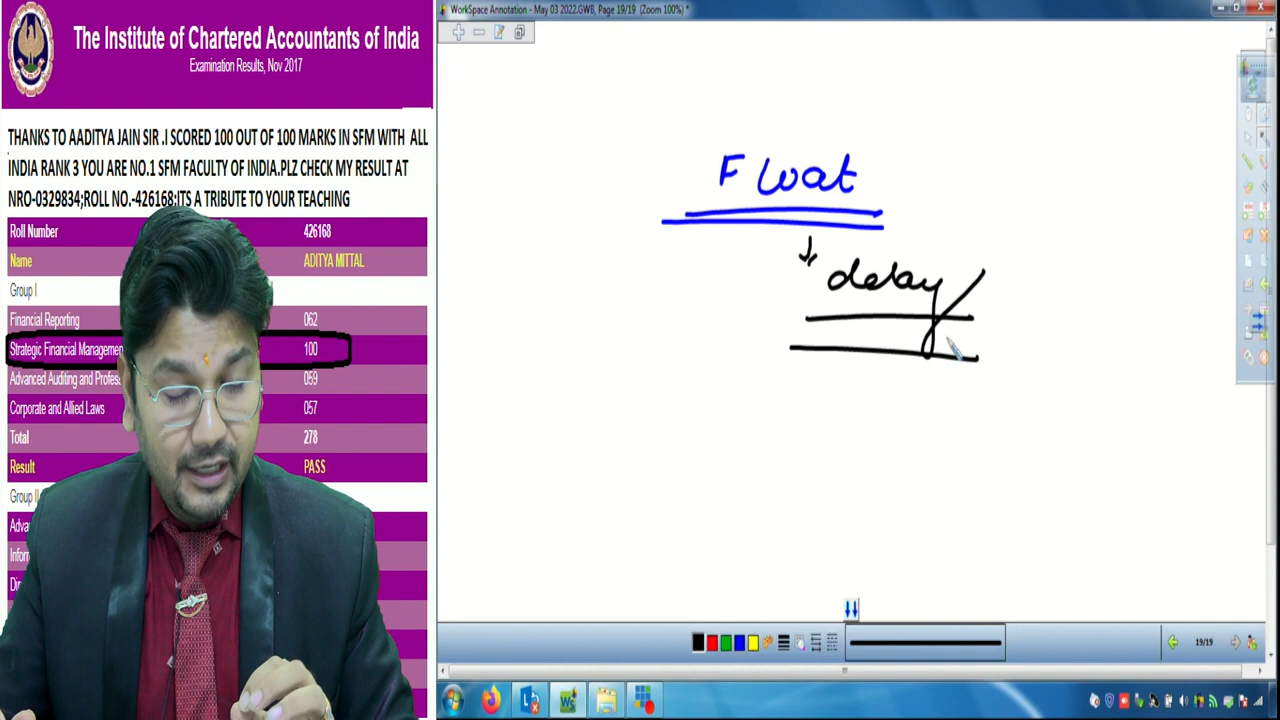 The Institute of Chartered Accountants of India
Examination Results, Nov 2017
THANKS TO AADITYA JAIN SIR .I SCORED 100 OUT OF 100 MARKS IN SFM WITH ALL
INDIA RANK 3 YOU ARE NO.1 SFM FACULTY OF INDIA.PLZ CHECK MY RESULT AT
NRO-0329834;ROLL NO.-426168;ITS A TRIBUTE TO YOUR TEACHING
Roll Number 426168
Name ADITYA MITTAL
Group I
Financial Reporting 062
Strategic Financial Managemen 100
Advanced Auditing and Profes 059
Corporate and Allied Laws 057
Total 278
Result PASS
Group II
Adva
Infor
Di
WorkSpace Annotation - May 03 2022.GWB, Page 19/19 (Zoom 100%) *
Float
delay
19/19